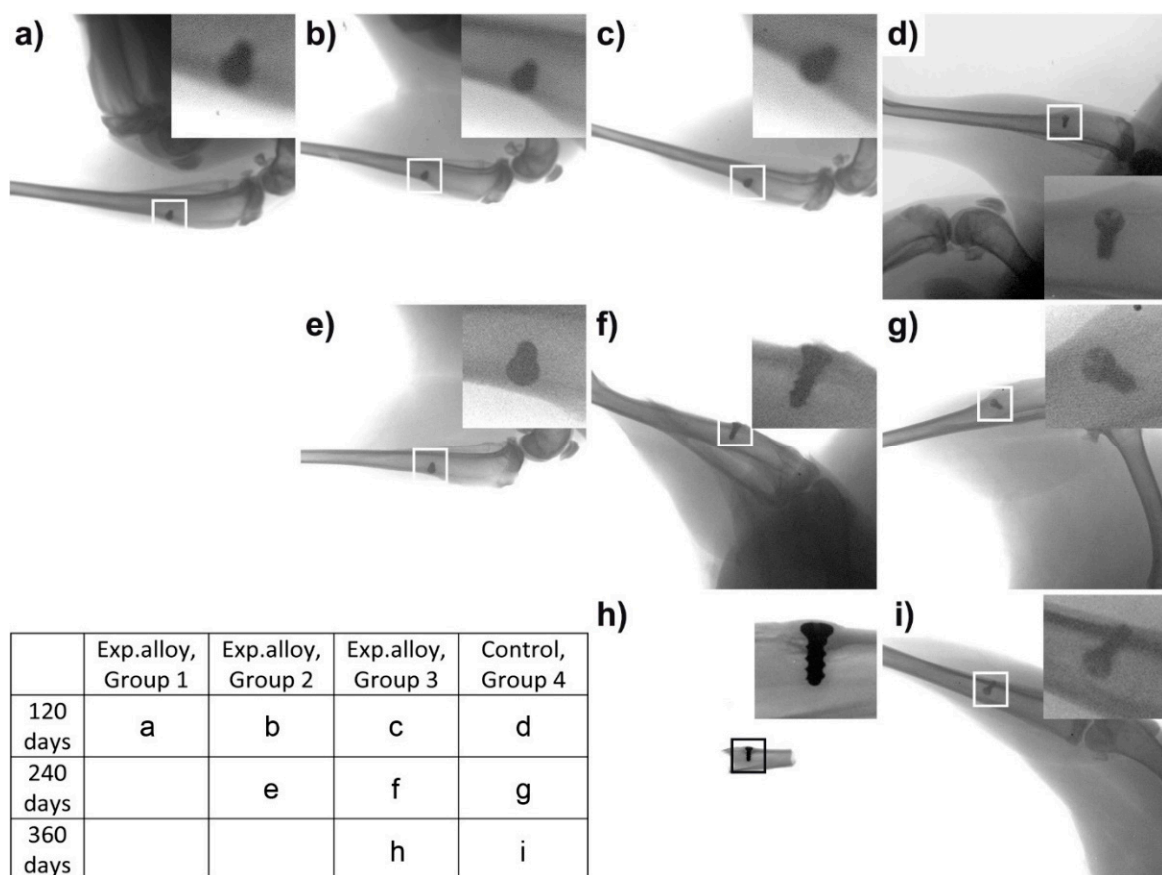 a)
b)
c)
d)
e)
f)
g)
h)
i)
Exp.alloy, Exp.alloy, Exp.alloy, Control,
Group 1 Group 2 Group 3 Group 4
120
days
a b c d
240
days
e f g
360
days
h i